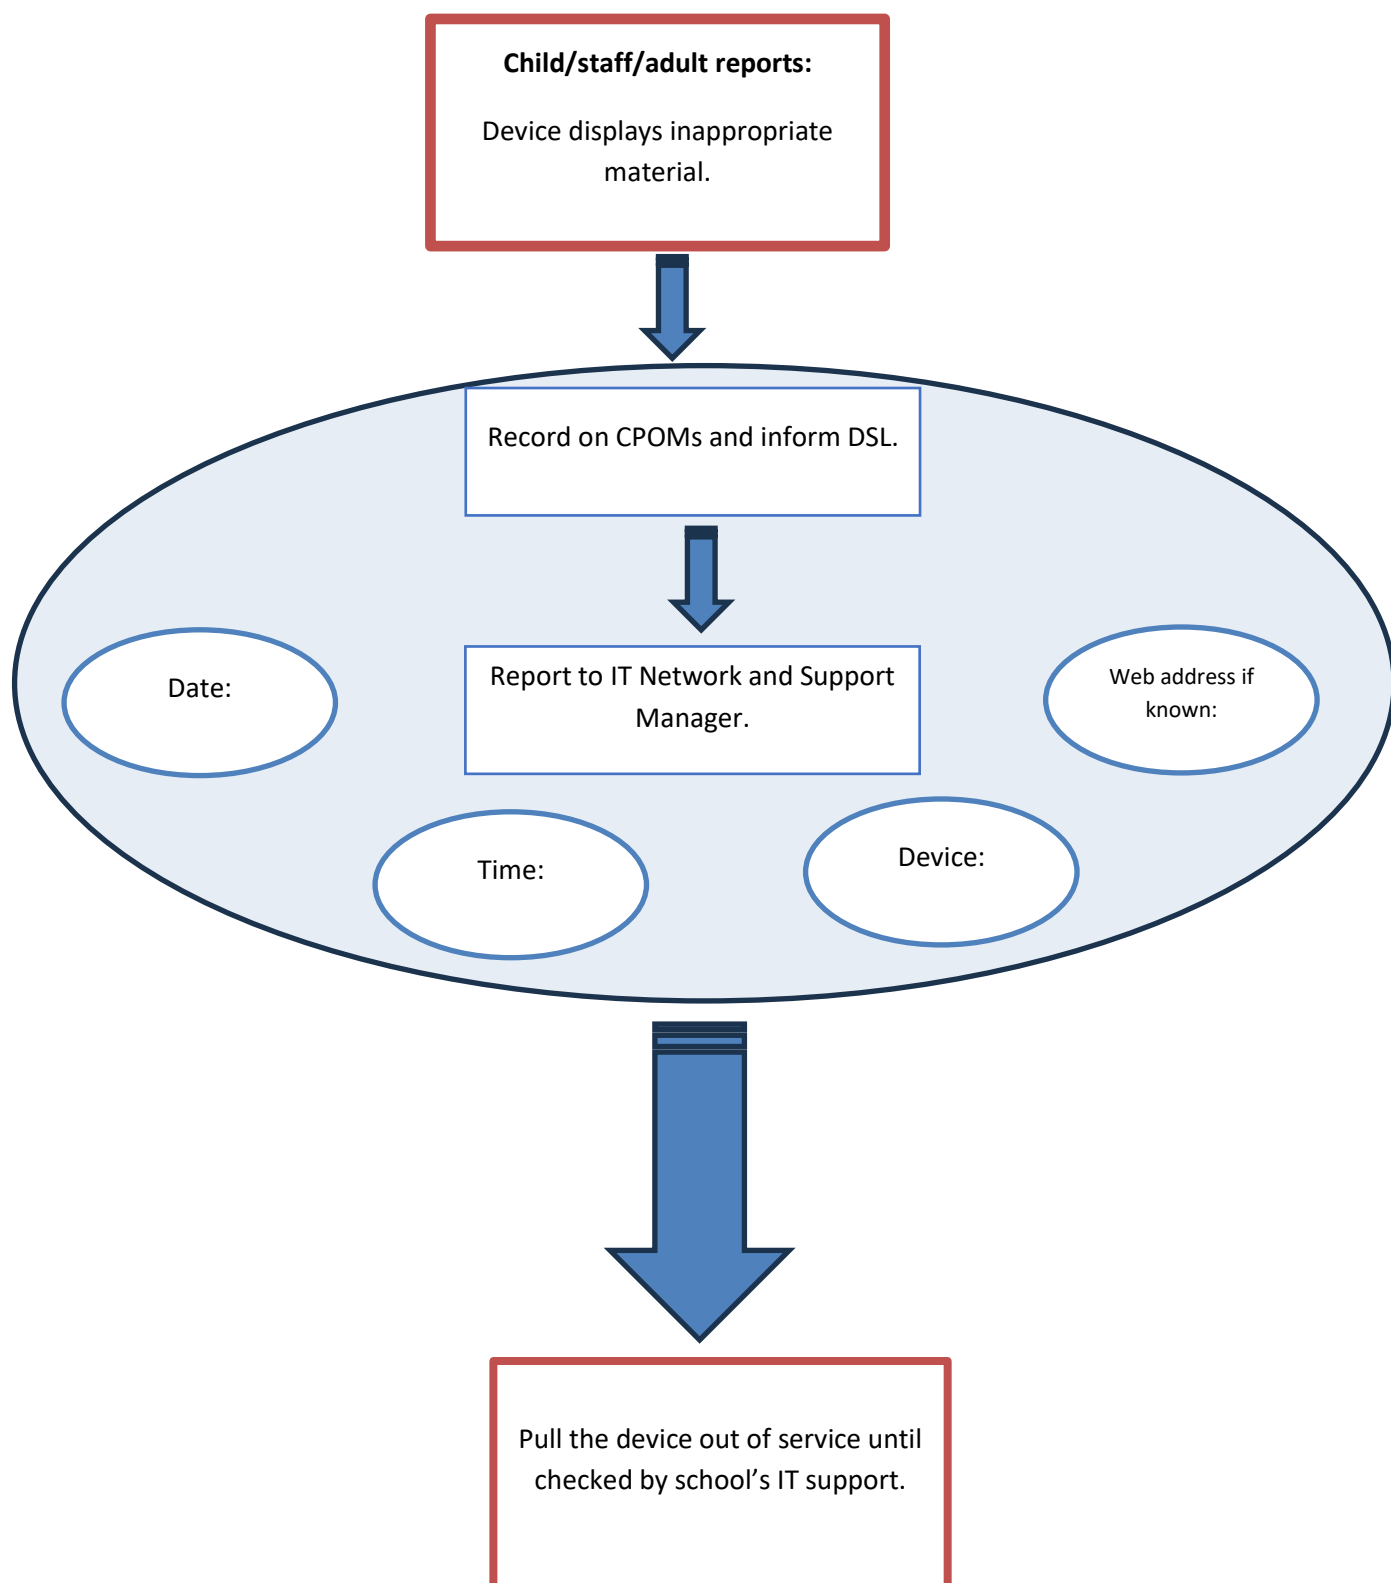 Child/staff/adult reports:
Device displays inappropriate
material.
Record on CPOMs and inform DSL.
Report to IT Network and Support
Manager.
Date:
Web address if
known:
Time:
Device:
Pull the device out of service until
checked by school’s IT support.